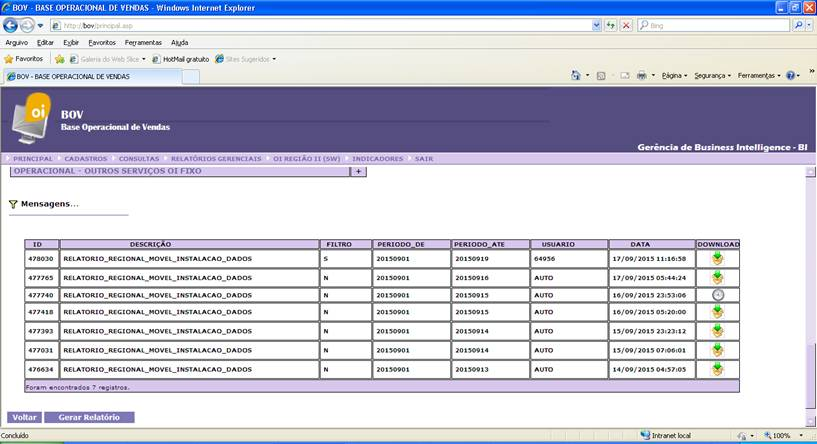 BOV - BASE OPERACIONAL DE VENDAS - Windows Internet Explorer
http://bov/principal.asp
Bing
Arquivo Editar Exibir Favoritos Ferramentas Ajuda
Favoritos Galeria do Web Slice HotMail gratuito Sites Sugeridos
BOV - BASE OPERACIONAL DE VENDAS
Página Segurança Ferramentas
oi
BOV
Base Operacional de Vendas
Gerência de Business Intelligence - BI
PRINCIPAL CADASTROS CONSULTAS RELATÓRIOS GERENCIAIS OI REGIÃO II (SW) INDICADORES SAIR
OPERACIONAL - OUTROS SERVIÇOS OI FIXO +
Mensagens...
ID DESCRIÇÃO FILTRO PERIODO_DE PERIODO_ATE USUARIO DATA DOWNLOAD
478030 RELATORIO_REGIONAL_MOVEL_INSTALACAO_DADOS S 20150901 20150919 64956 17/09/2015 11:16:58
477765 RELATORIO_REGIONAL_MOVEL_INSTALACAO_DADOS N 20150901 20150916 AUTO 17/09/2015 05:44:24
477740 RELATORIO_REGIONAL_MOVEL_INSTALACAO_DADOS N 20150901 20150915 AUTO 16/09/2015 23:53:06
477418 RELATORIO_REGIONAL_MOVEL_INSTALACAO_DADOS N 20150901 20150915 AUTO 16/09/2015 05:20:00
477393 RELATORIO_REGIONAL_MOVEL_INSTALACAO_DADOS N 20150901 20150914 AUTO 15/09/2015 23:23:12
477031 RELATORIO_REGIONAL_MOVEL_INSTALACAO_DADOS N 20150901 20150914 AUTO 15/09/2015 07:06:01
476634 RELATORIO_REGIONAL_MOVEL_INSTALACAO_DADOS N 20150901 20150913 AUTO 14/09/2015 04:57:05
Foram encontrados 7 registros.
Voltar Gerar Relatório
Concluído Intranet local 100%